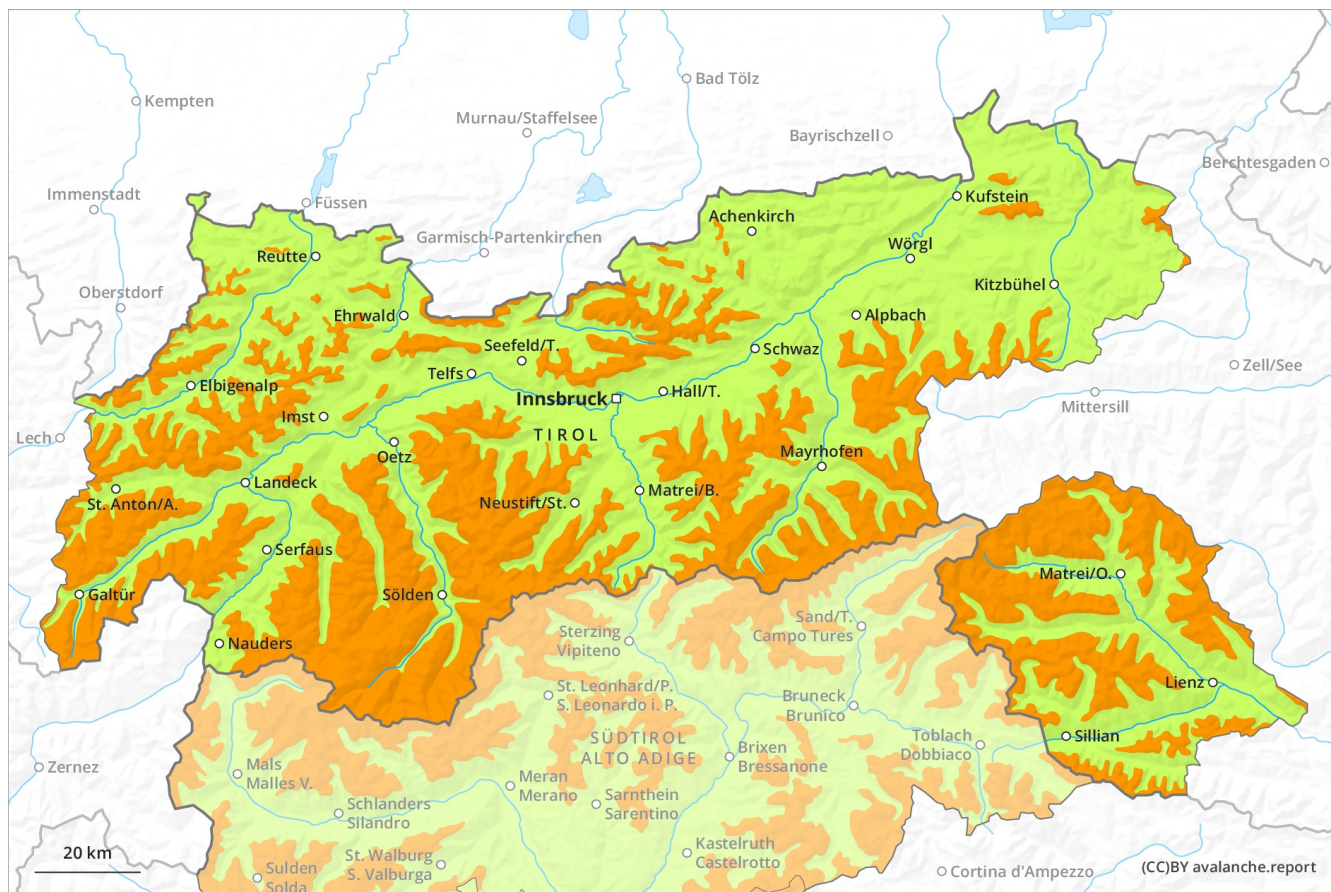 Bad Tölz
Kempten
Murnau/Staffelsee
Bayrischzell
Berchtesgaden
Immenstadt
Füssen
Kufstein
Achenkirch
Garmisch-Partenkirchen
Wörgl
Reutte
Kitzbühel
Oberstdorf
Ehrwald
Alpbach
Seefeld/T.
Schwaz
Zell/See
Telfs
Elbigenalp
Hall/T.
Innsbruck
Mittersill
Imst
Lech
TIROL
Oetz
Mayrhofen
Landeck
Matrei/B.
St. Anton/A.
Neustift/St.
Serfaus
Matrei/O.
Galtür
Sölden
Sand/T.
Campo Tures
Sterzing
Vipiteno
Nauders
Lienz
St. Leonhard/P.
S. Leonardo i. P.
Bruneck
Brunico
Sillian
SÜDTIROL
ALTO ADIGE
Toblach
Dobbiaco
Brixen
Bressanone
Zernez
Mals
Malles V.
Meran
Merano
Sarnthein
Sarentino
Schlanders
Silandro
Kastelruth
Castelrotto
20 km
St. Walburg
S. Valburga
Sulden
Solda
Cortina d'Ampezzo
(CC)BY avalanche.report